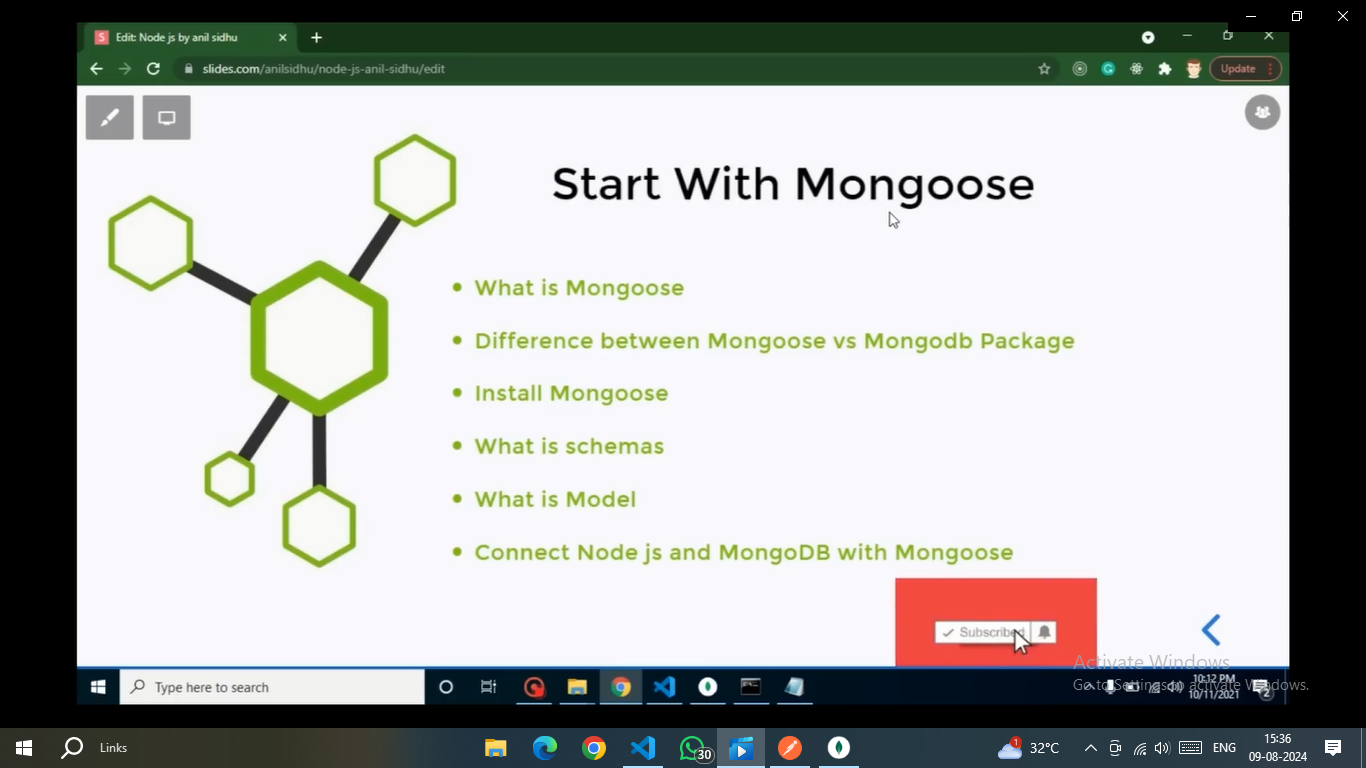 Edit: Node js by anil sidhu
slides.com/anilsidhu/node-js-anil-sidhu/edit
Update
Start With Mongoose
What is Mongoose
Difference between Mongoose vs Mongodb Package
Install Mongoose
What is schemas
What is Model
Connect Node js and MongoDB with Mongoose
Subscribed
Activate Windows
Go to Settings to activate Windows.
Type here to search
10:12 PM
10/11/2021
2
Links
30
1
32°C
ENG
15:36
09-08-2024